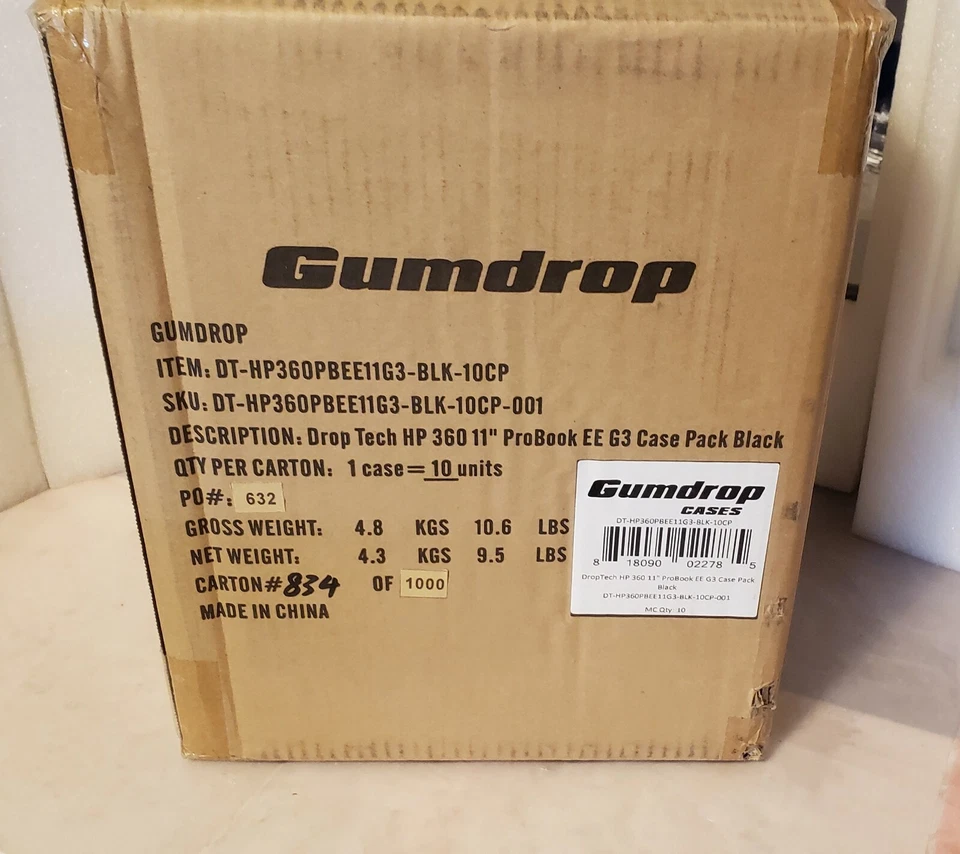 Gumdrop
GUMDROP
ITEM: DT-HP360PBEE11G3-BLK-10CP
SKU: DT-HP360PBEE11G3-BLK-10CP-001
DESCRIPTION: Drop Tech HP 360 11" ProBook EE G3 Case Pack Black
QTY PER CARTON: 1 case=10 units
PO#: 632
GROSS WEIGHT: 4.8 KGS 10.6 LBS
NET WEIGHT: 4.3 KGS 9.5 LBS
CARTON# 834 OF 1000
MADE IN CHINA
Gumdrop
CASES
DT-HP360PBEE11G3-BLK-10CP
8 18090 02278 5
DropTech HP 360 11" ProBook EE G3 Case Pack
Black
DT-HP360PBEE11G3-BLK-10CP-001
MC Qty: 10